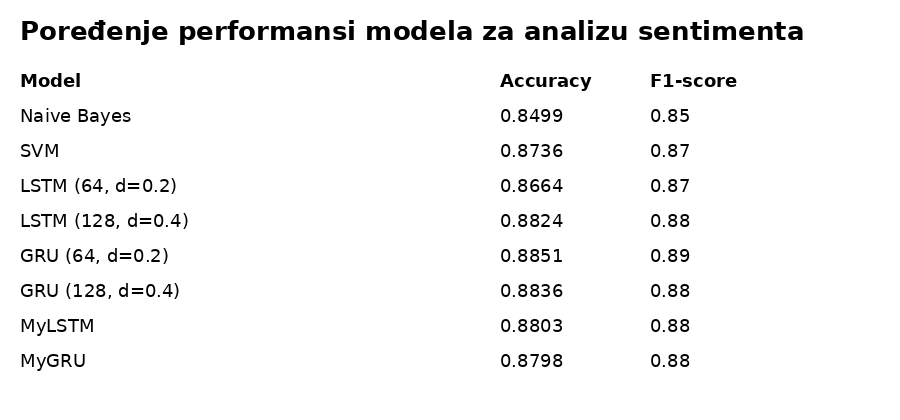 Poređenje performansi modela za analizu sentimenta
Model Accuracy F1-score
Naive Bayes 0.8499 0.85
SVM 0.8736 0.87
LSTM (64, d=0.2) 0.8664 0.87
LSTM (128, d=0.4) 0.8824 0.88
GRU (64, d=0.2) 0.8851 0.89
GRU (128, d=0.4) 0.8836 0.88
MyLSTM 0.8803 0.88
MyGRU 0.8798 0.88